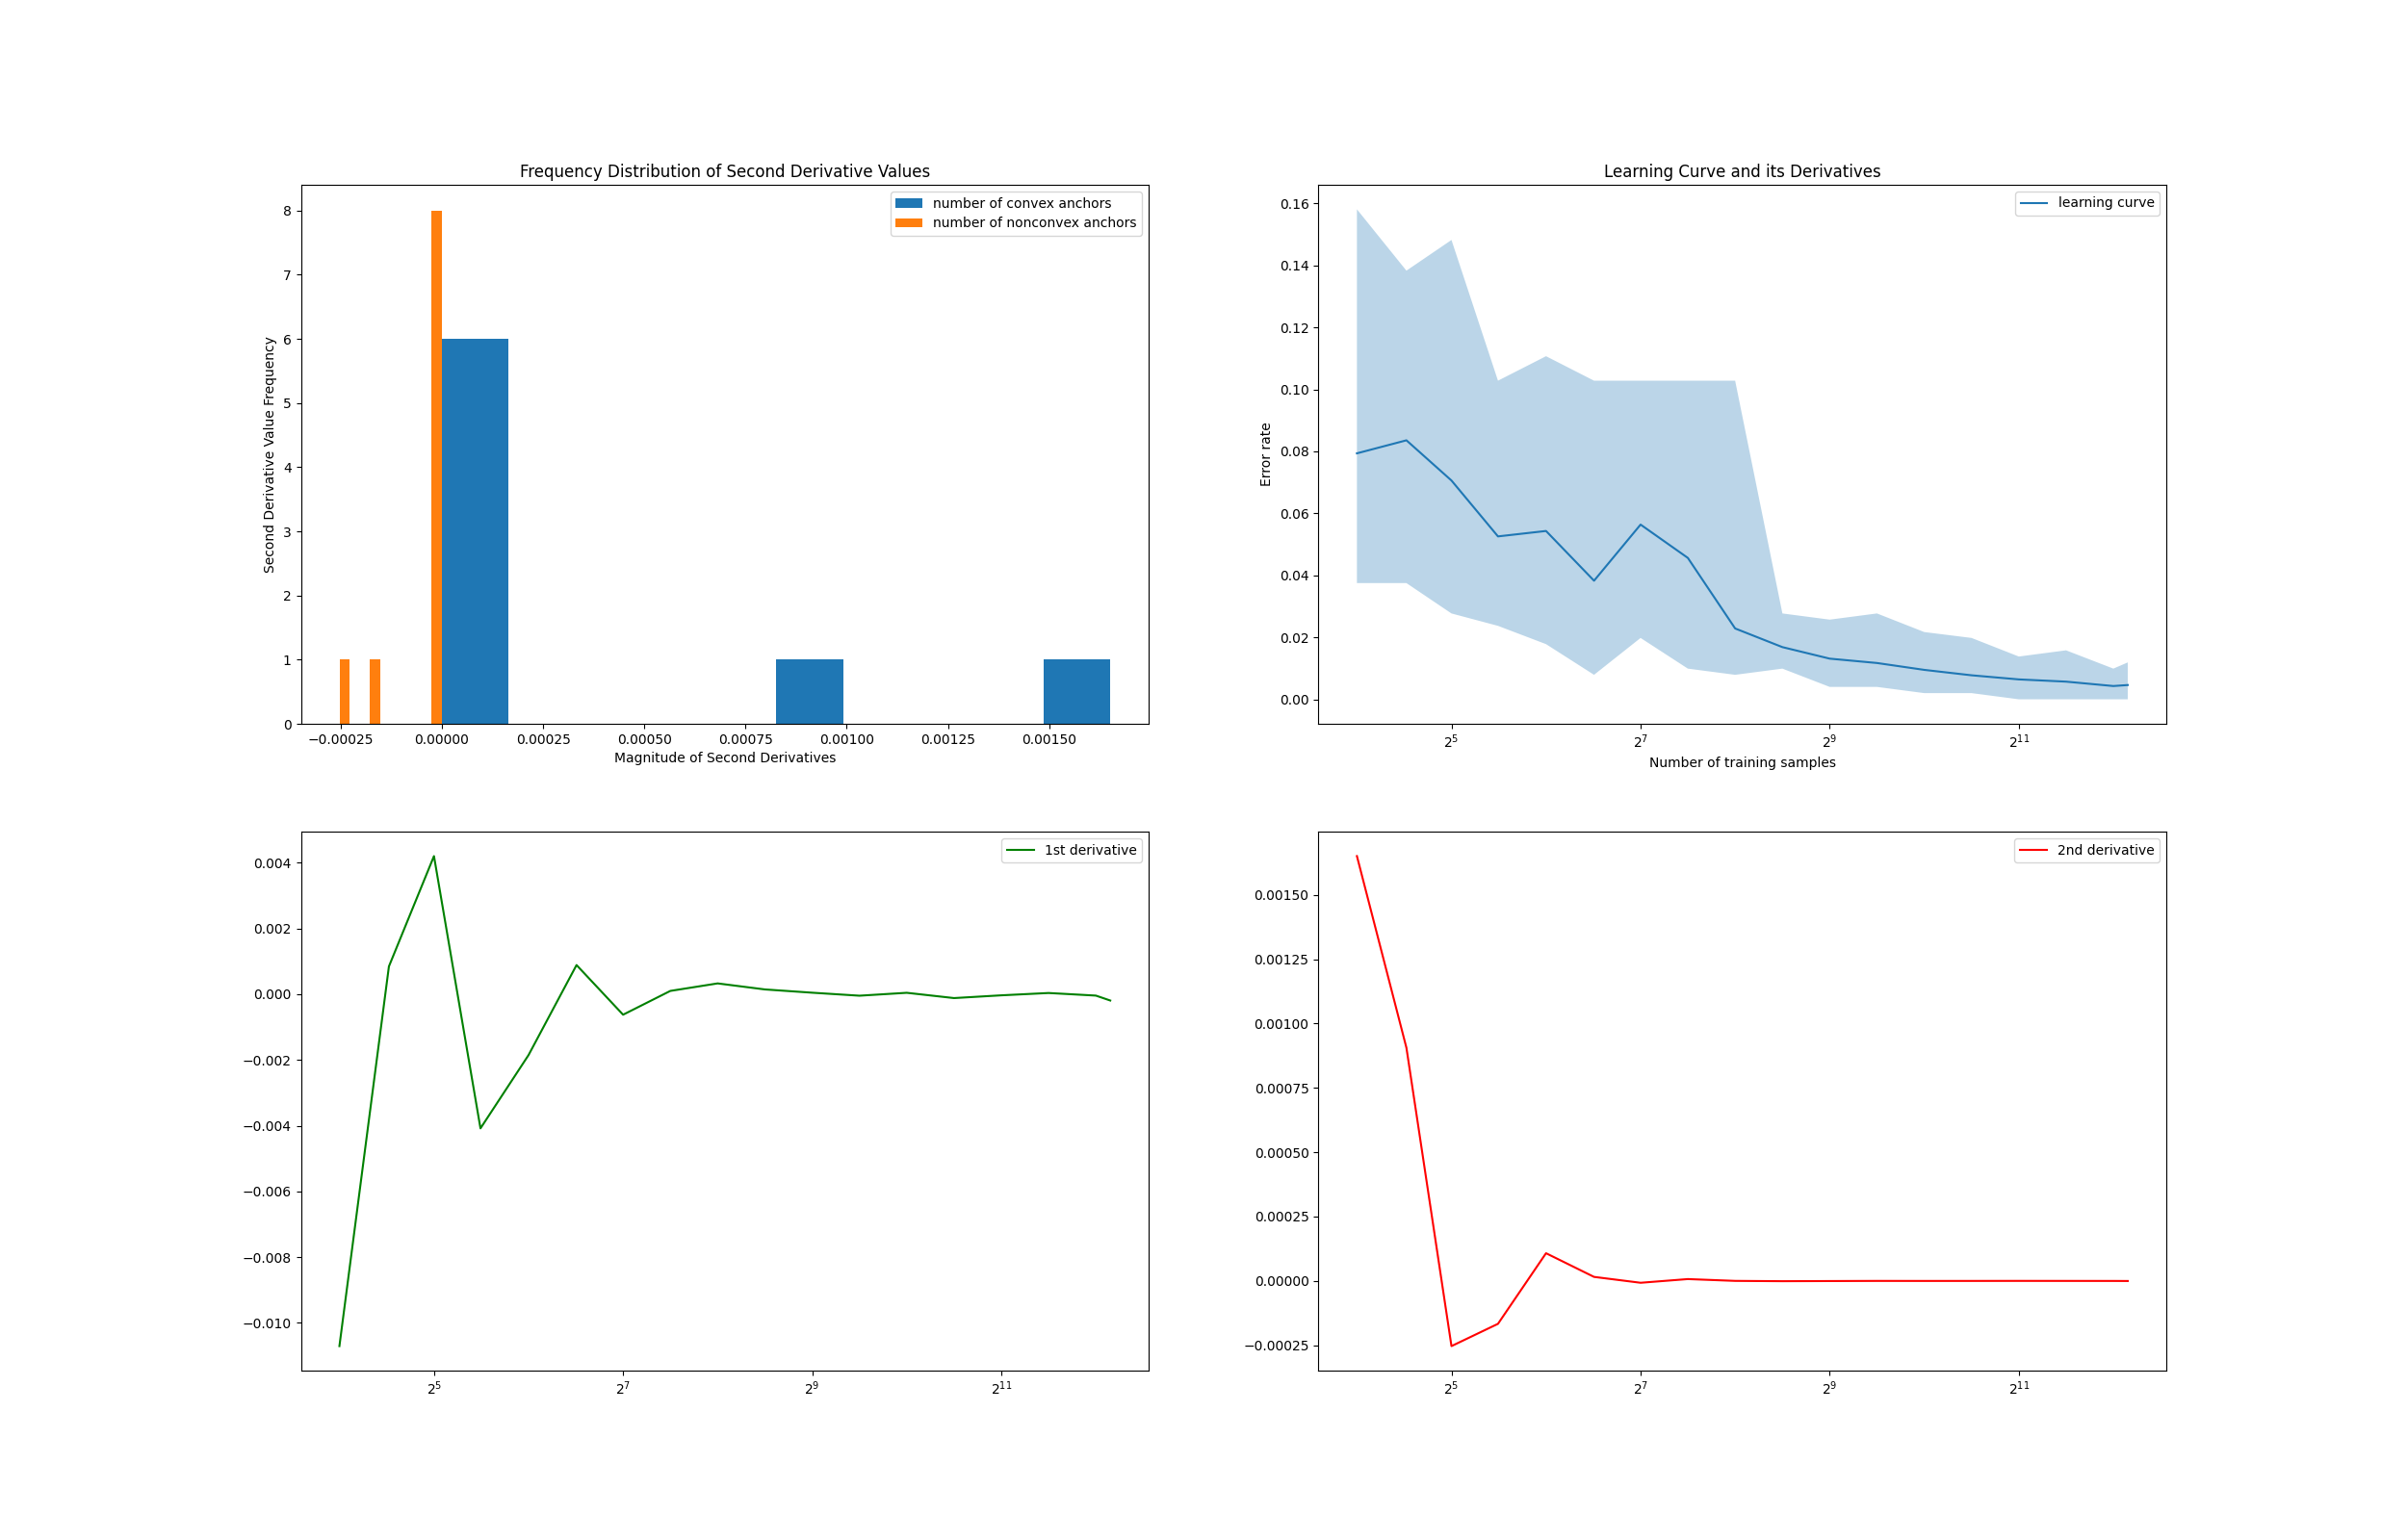 Frequency Distribution of Second Derivative Values
number of convex anchors
number of nonconvex anchors
8
7
6
5
4
3
2
1
0
Second Derivative Value Frequency
−0.00025 0.00000 0.00025 0.00050 0.00075 0.00100 0.00125 0.00150
Magnitude of Second Derivatives
Learning Curve and its Derivatives
learning curve
0.16
0.14
0.12
0.10
0.08
0.06
0.04
0.02
0.00
Error rate
2^5 2^7 2^9 2^11
Number of training samples
1st derivative
0.004
0.002
0.000
−0.002
−0.004
−0.006
−0.008
−0.010
2^5 2^7 2^9 2^11
2nd derivative
0.00150
0.00125
0.00100
0.00075
0.00050
0.00025
0.00000
−0.00025
2^5 2^7 2^9 2^11